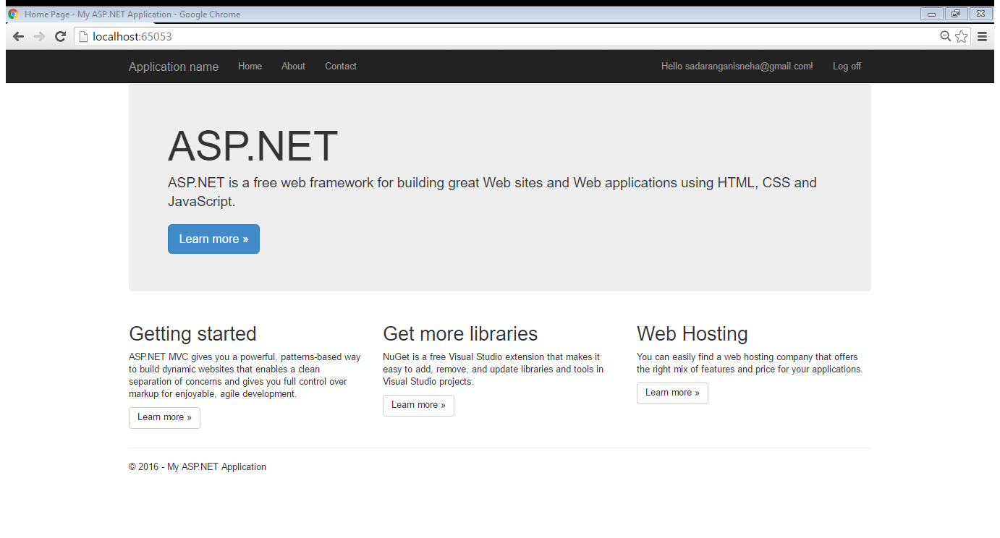 Home Page - My ASP.NET Application - Google Chrome
localhost:65053
Application name Home About Contact Hello sadaranganisneha@gmail.com! Log off
ASP.NET
ASP.NET is a free web framework for building great Web sites and Web applications using HTML, CSS and
JavaScript.
Learn more »
Getting started
ASP.NET MVC gives you a powerful, patterns-based way
to build dynamic websites that enables a clean
separation of concerns and gives you full control over
markup for enjoyable, agile development.
Learn more »
Get more libraries
NuGet is a free Visual Studio extension that makes it
easy to add, remove, and update libraries and tools in
Visual Studio projects.
Learn more »
Web Hosting
You can easily find a web hosting company that offers
the right mix of features and price for your applications.
Learn more »
© 2016 - My ASP.NET Application